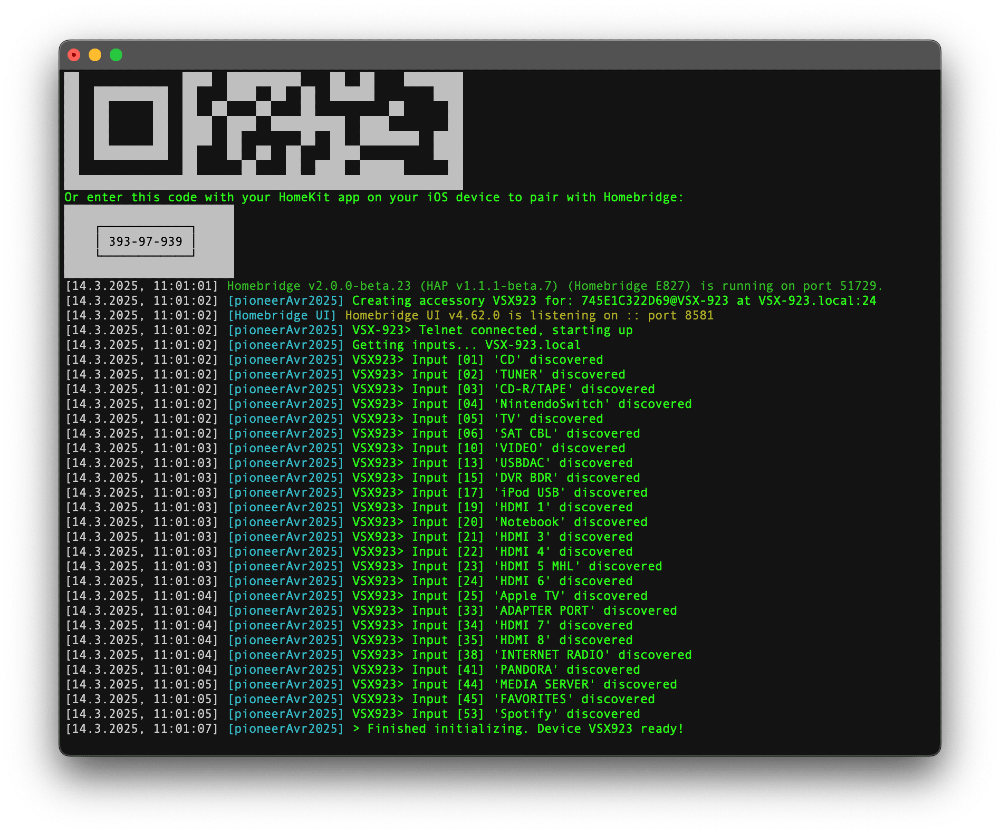 Or enter this code with your HomeKit app on your iOS device to pair with Homebridge:
393-97-939
[14.3.2025, 11:01:01] Homebridge v2.0.0-beta.23 (HAP v1.1.1-beta.7) (Homebridge E827) is running on port 51729.
[14.3.2025, 11:01:02] [pioneerAvr2025] Creating accessory VSX923 for: 745E1C322D69@VSX-923 at VSX-923.local:24
[14.3.2025, 11:01:02] [Homebridge UI] Homebridge UI v4.62.0 is listening on :: port 8581
[14.3.2025, 11:01:02] [pioneerAvr2025] VSX-923> Telnet connected, starting up
[14.3.2025, 11:01:02] [pioneerAvr2025] Getting inputs... VSX-923.local
[14.3.2025, 11:01:02] [pioneerAvr2025] VSX923> Input [01] 'CD' discovered
[14.3.2025, 11:01:02] [pioneerAvr2025] VSX923> Input [02] 'TUNER' discovered
[14.3.2025, 11:01:02] [pioneerAvr2025] VSX923> Input [03] 'CD-R/TAPE' discovered
[14.3.2025, 11:01:02] [pioneerAvr2025] VSX923> Input [04] 'NintendoSwitch' discovered
[14.3.2025, 11:01:02] [pioneerAvr2025] VSX923> Input [05] 'TV' discovered
[14.3.2025, 11:01:02] [pioneerAvr2025] VSX923> Input [06] 'SAT CBL' discovered
[14.3.2025, 11:01:03] [pioneerAvr2025] VSX923> Input [10] 'VIDEO' discovered
[14.3.2025, 11:01:03] [pioneerAvr2025] VSX923> Input [13] 'USBDAC' discovered
[14.3.2025, 11:01:03] [pioneerAvr2025] VSX923> Input [15] 'DVR BDR' discovered
[14.3.2025, 11:01:03] [pioneerAvr2025] VSX923> Input [17] 'iPod USB' discovered
[14.3.2025, 11:01:03] [pioneerAvr2025] VSX923> Input [19] 'HDMI 1' discovered
[14.3.2025, 11:01:03] [pioneerAvr2025] VSX923> Input [20] 'Notebook' discovered
[14.3.2025, 11:01:03] [pioneerAvr2025] VSX923> Input [21] 'HDMI 3' discovered
[14.3.2025, 11:01:03] [pioneerAvr2025] VSX923> Input [22] 'HDMI 4' discovered
[14.3.2025, 11:01:03] [pioneerAvr2025] VSX923> Input [23] 'HDMI 5 MHL' discovered
[14.3.2025, 11:01:03] [pioneerAvr2025] VSX923> Input [24] 'HDMI 6' discovered
[14.3.2025, 11:01:04] [pioneerAvr2025] VSX923> Input [25] 'Apple TV' discovered
[14.3.2025, 11:01:04] [pioneerAvr2025] VSX923> Input [33] 'ADAPTER PORT' discovered
[14.3.2025, 11:01:04] [pioneerAvr2025] VSX923> Input [34] 'HDMI 7' discovered
[14.3.2025, 11:01:04] [pioneerAvr2025] VSX923> Input [35] 'HDMI 8' discovered
[14.3.2025, 11:01:04] [pioneerAvr2025] VSX923> Input [38] 'INTERNET RADIO' discovered
[14.3.2025, 11:01:04] [pioneerAvr2025] VSX923> Input [41] 'PANDORA' discovered
[14.3.2025, 11:01:05] [pioneerAvr2025] VSX923> Input [44] 'MEDIA SERVER' discovered
[14.3.2025, 11:01:05] [pioneerAvr2025] VSX923> Input [45] 'FAVORITES' discovered
[14.3.2025, 11:01:05] [pioneerAvr2025] VSX923> Input [53] 'Spotify' discovered
[14.3.2025, 11:01:07] [pioneerAvr2025] > Finished initializing. Device VSX923 ready!